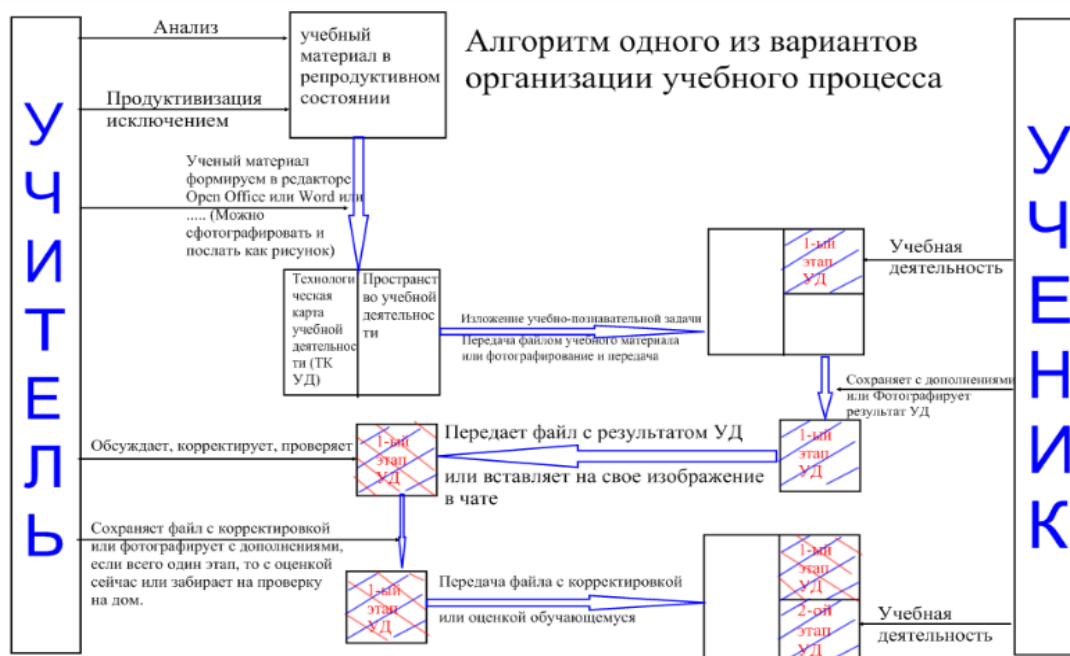 УЧИТЕЛЬ
Анализ
Продуктивизация
исключением
учебный
материал в
репродуктивном
состоянии
Алгоритм одного из вариантов
организации учебного процесса
УЧЕНИК
Ученый материал
формируем в редакторе
Open Office или Word или
..... (Можно
сфотографировать и
послать как рисунок)
Технологи
ческая
карта
учебной
деятельнос
ти (ТК
УД)
Пространст
во учебной
деятельнос
ти
Изложение учебно-познавательной задачи
Передача файлом учебного материала
или фотографирование и передача
1-ый
этап
УД
Учебная
деятельность
Сохраняет с дополнениями
или Фотографирует
результат УД
1-ый
этап
УД
Передает файл с результатом УД
или вставляет на свое изображение
в чате
Обсуждает, корректирует, проверяет
1-ый
этап
УД
Сохраняет файл с корректировкой
или фотографирует с дополнениями,
если всего один этап, то с оценкой
сейчас или забирает на проверку
на дом.
1-ый
этап
УД
Передача файла с корректировкой
или оценкой обучающемуся
1-ый
этап
УД
2-ой
этап
УД
Учебная
деятельность